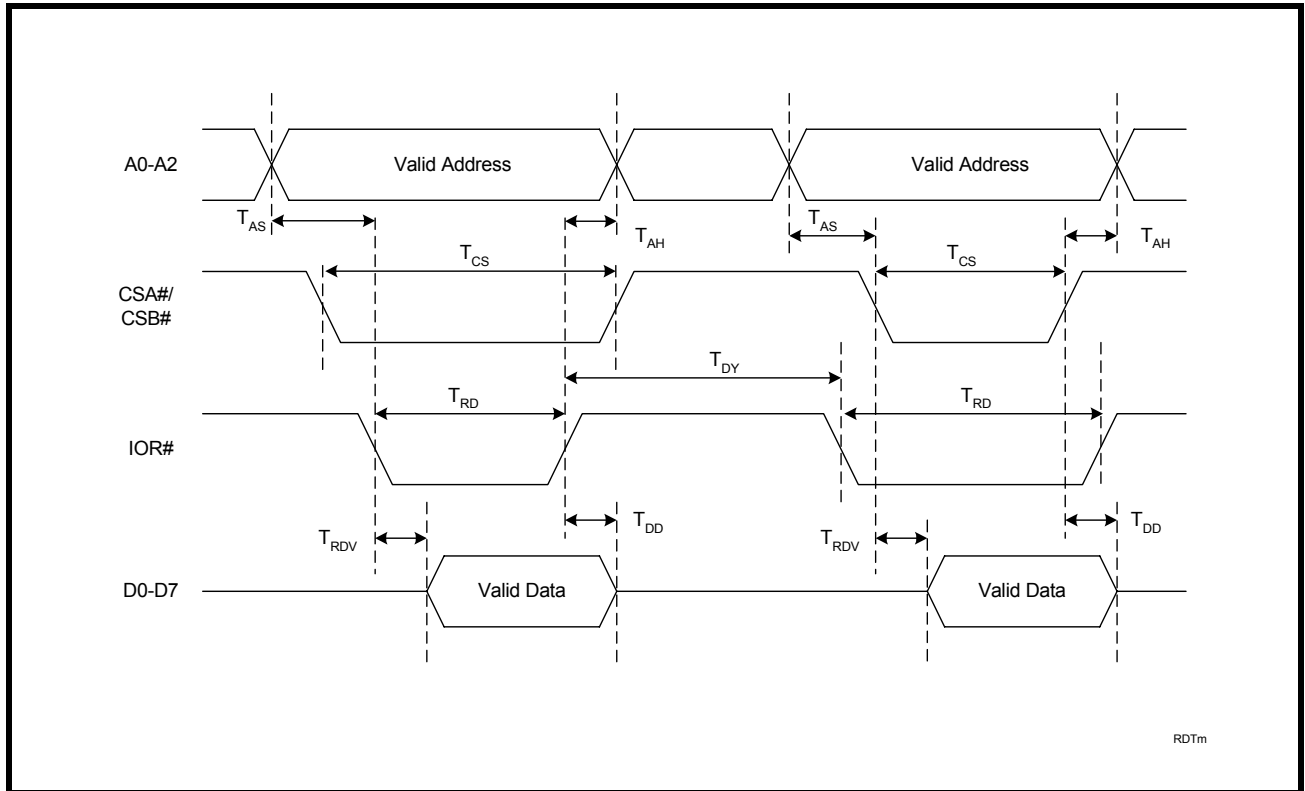 A0-A2
Valid Address
Valid Address
TAS
TAH
TAS
TAH
TCS
TCS
CSA#/
CSB#
TDY
TRD
TRD
IOR#
TRDV
TDD
TRDV
TDD
D0-D7
Valid Data
Valid Data
RDTm